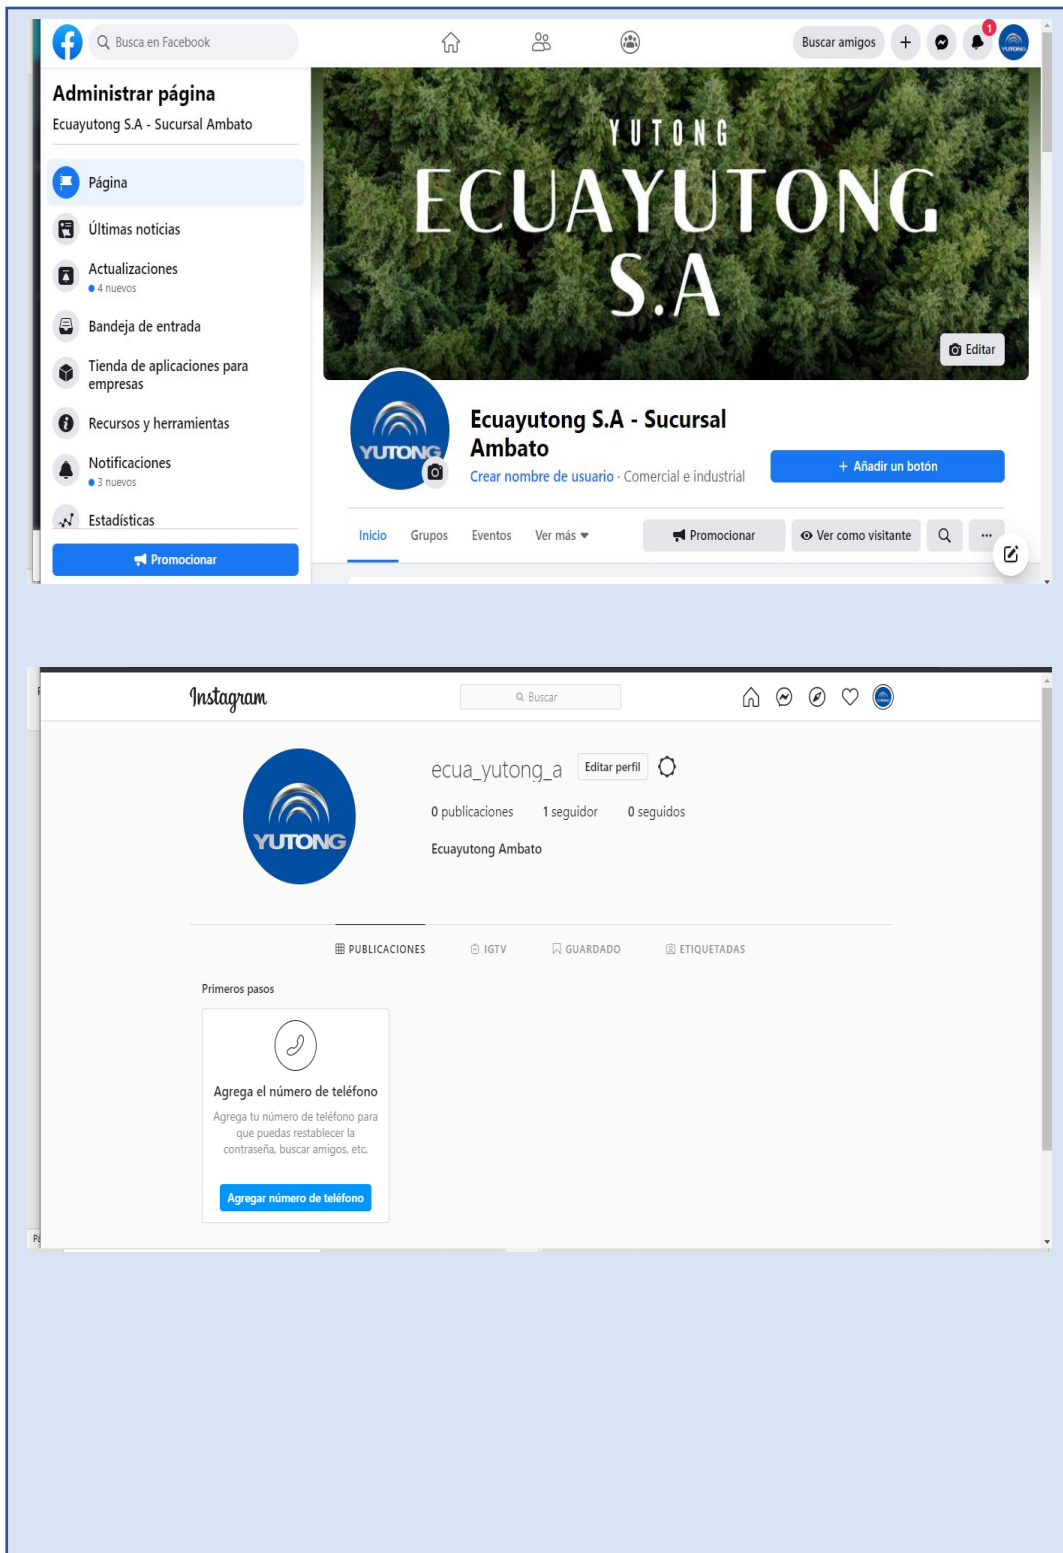 Busca en Facebook
Buscar amigos
1
Administrar página
Ecuayutong S.A - Sucursal Ambato
Página
Últimas noticias
Actualizaciones
4 nuevos
Bandeja de entrada
Tienda de aplicaciones para
empresas
Recursos y herramientas
Notificaciones
3 nuevos
Estadísticas
Promocionar
YUTONG
ECUAYUTONG
S.A
Editar
YUTONG
Ecuayutong S.A - Sucursal
Ambato
Crear nombre de usuario · Comercial e industrial
+ Añadir un botón
Inicio Grupos Eventos Ver más
Promocionar
Ver como visitante
Instagram
Buscar
YUTONG
ecua_yutong_a Editar perfil
0 publicaciones 1 seguidor 0 seguidos
Ecuayutong Ambato
PUBLICACIONES IGTV GUARDADO ETIQUETADAS
Primeros pasos
Agrega el número de teléfono
Agrega tu número de teléfono para
que puedas restablecer la
contraseña, buscar amigos, etc.
Agregar número de teléfono